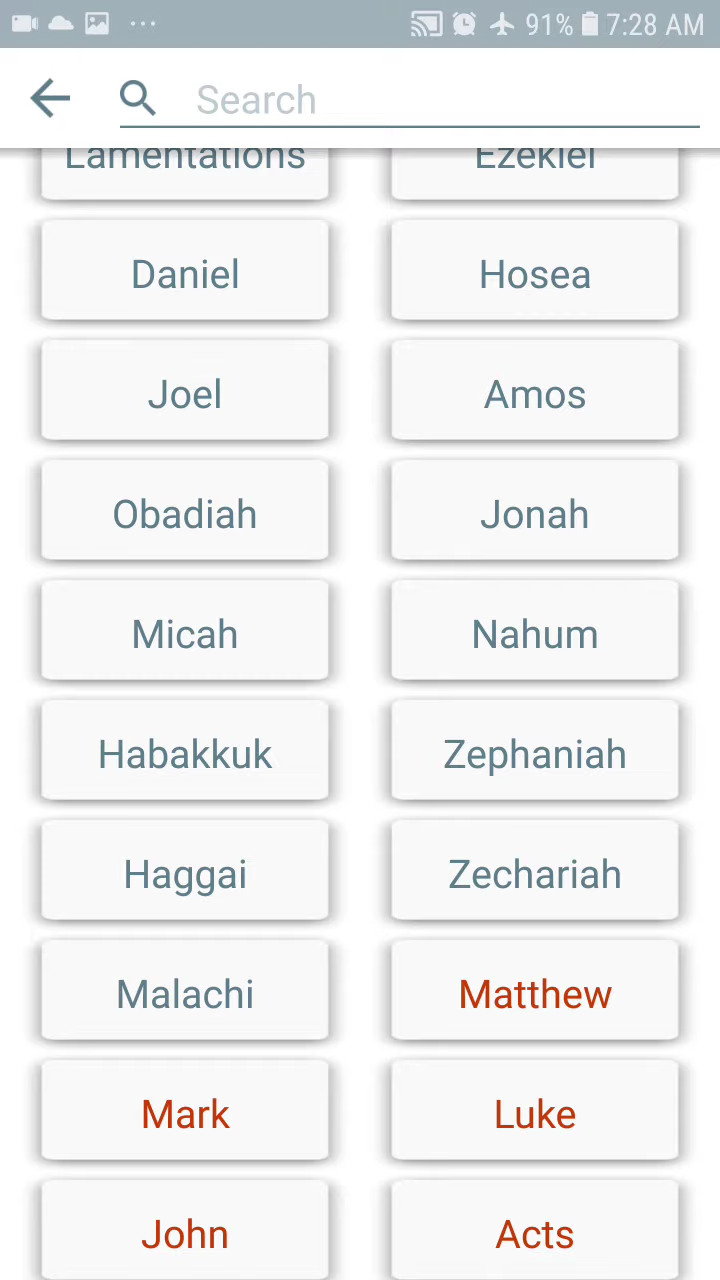 91% 7:28 AM
Search
Lamentations Ezekiel
Daniel Hosea
Joel Amos
Obadiah Jonah
Micah Nahum
Habakkuk Zephaniah
Haggai Zechariah
Malachi Matthew
Mark Luke
John Acts